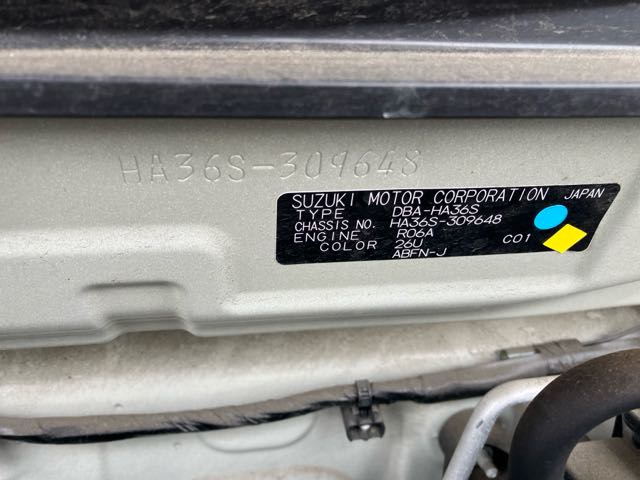 HA36S-309648
SUZUKI MOTOR CORPORATION JAPAN
TYPE DBA-HA36S
CHASSIS NO. HA36S-309648
ENGINE R06A
COLOR 26U C01
ABFN-J